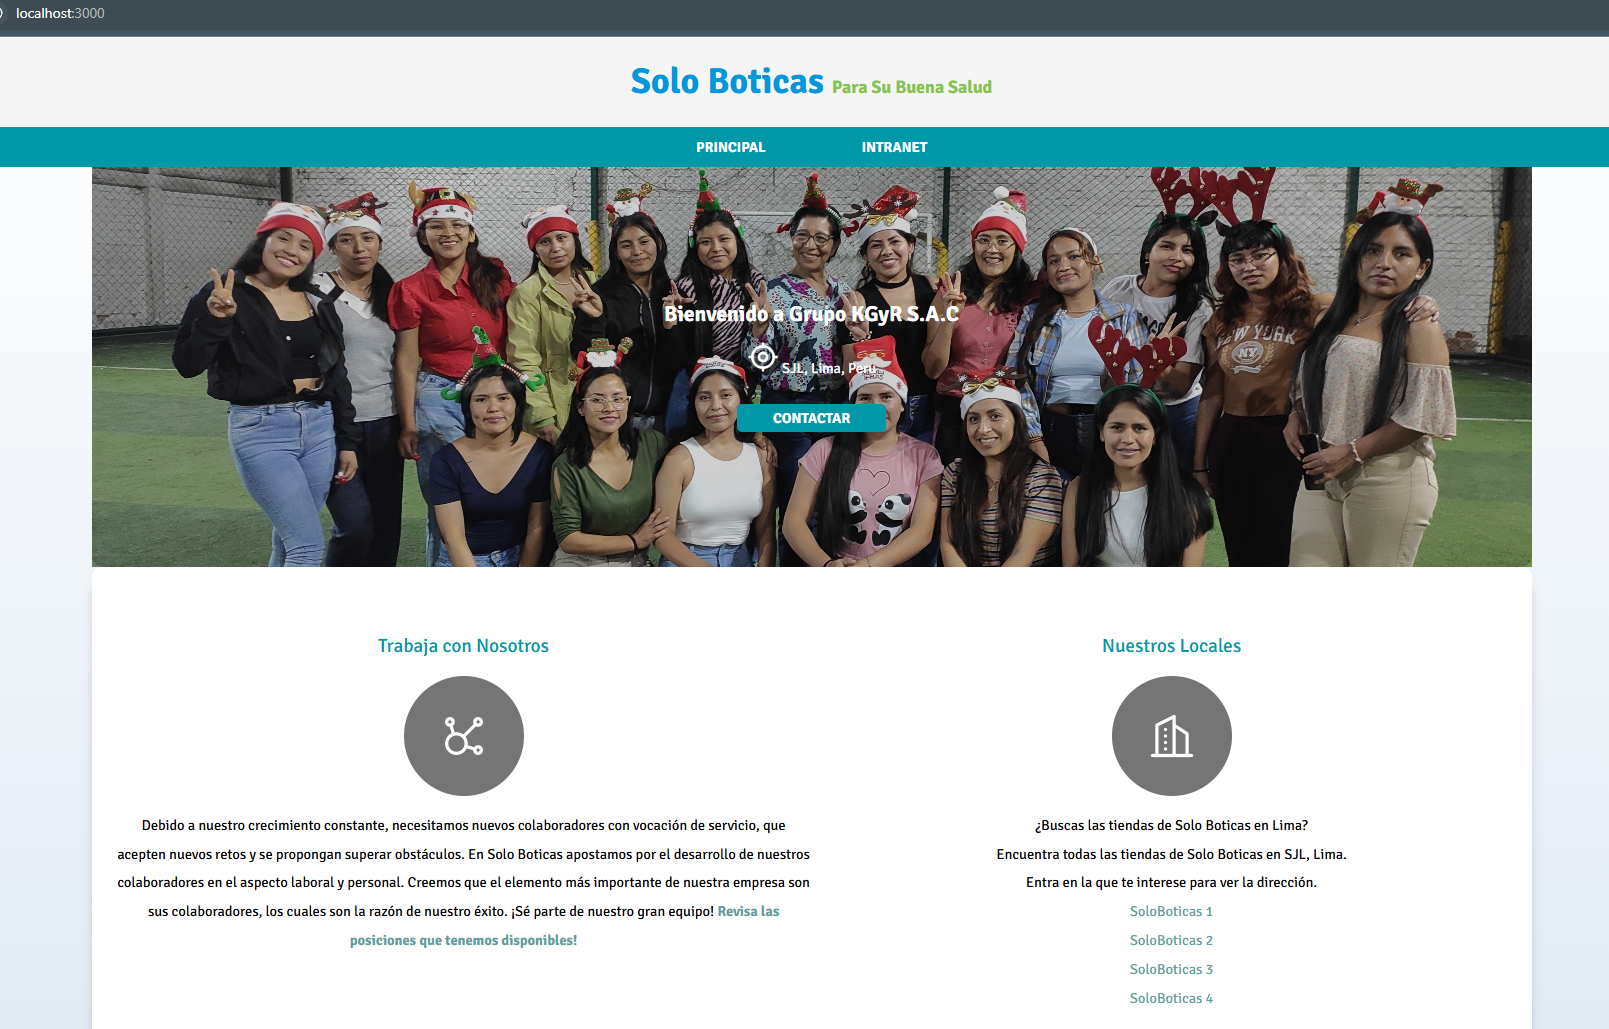 localhost:3000
Solo Boticas Para Su Buena Salud
PRINCIPAL INTRANET
Bienvenido a Grupo KGyR S.A.C
SJL, Lima, Perú
CONTACTAR
NEW YORK
NY
Trabaja con Nosotros
Debido a nuestro crecimiento constante, necesitamos nuevos colaboradores con vocación de servicio, que
acepten nuevos retos y se propongan superar obstáculos. En Solo Boticas apostamos por el desarrollo de nuestros
colaboradores en el aspecto laboral y personal. Creemos que el elemento más importante de nuestra empresa son
sus colaboradores, los cuales son la razón de nuestro éxito. ¡Sé parte de nuestro gran equipo! Revisa las
posiciones que tenemos disponibles!
Nuestros Locales
¿Buscas las tiendas de Solo Boticas en Lima?
Encuentra todas las tiendas de Solo Boticas en SJL, Lima.
Entra en la que te interese para ver la dirección.
SoloBoticas 1
SoloBoticas 2
SoloBoticas 3
SoloBoticas 4